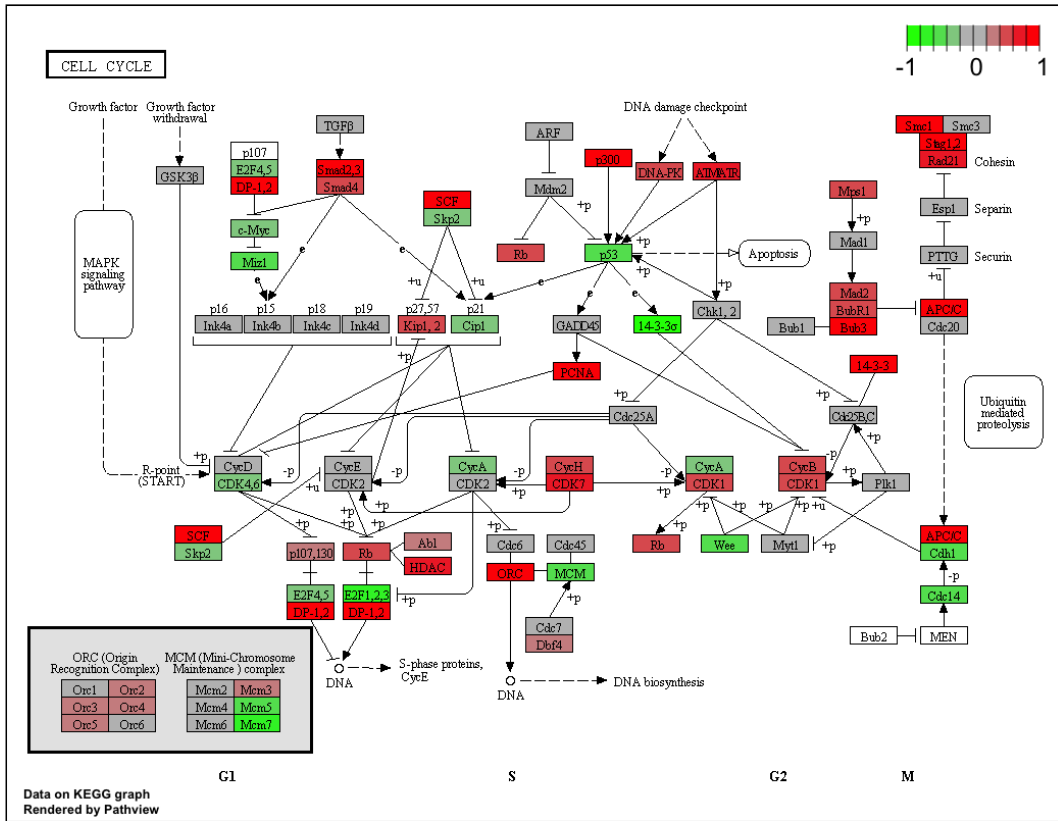 CELL CYCLE
-1 0 1
Growth factor
Growth factor
withdrawal
GSK3β
MAPK
signaling
pathway
R-point
(START)
p107
E2F4,5
DP-1,2
c-Myc
Miz1
e
TGFβ
Smad2,3
Smad4
e
e
SCF
Skp2
+u
+u
ARF
Mdm2
Rb
+p
p300
DNA damage checkpoint
DNA-PK
ATMATR
p53
+p
Apoptosis
e
e
e
+p
Chk1, 2
p16
Ink4a
p15
Ink4b
p18
Ink4c
p19
Ink4d
p27,57
Kip1, 2
p21
Cip1
+p
GADD45
14-3-3σ
PCNA
Smc1
Smc3
Stag1,2
Rad21
Cohesin
Esp1
Separin
PTTG
Securin
+u
Mps1
+p
Mad1
Mad2
BubR1
Bub3
Bub1
APC/C
Cdc20
14-3-3
Ubiquitin
mediated
proteolysis
+p
Cdc25A
+p
Cdc25B,C
+p
CycD
CDK4,6
+p
-p
CycE
CDK2
-p
+u
CycA
CDK2
-p
+p
CycH
CDK7
CycA
CDK1
-p
CycB
CDK1
-p
+p
Plk1
+p
+p
+p
+p
SCF
Skp2
p107,130
Rb
Abl
HDAC
E2F4,5
DP-1,2
E2F1,2,3
DP-1,2
+p
DNA
S-phase proteins,
CycE
+p
Cdc6
Cdc45
ORC
MCM
+p
Cdc7
Dbf4
DNA
DNA biosynthesis
+p
+p
+p
+u
Rb
Wee
Myt1
+p
APC/C
Cdh1
-p
Cdc14
Bub2
MEN
ORC (Origin
Recognition Complex)
Orc1 Orc2
Orc3 Orc4
Orc5 Orc6
MCM (Mini-Chromosome
Maintenance ) complex
Mcm2 Mcm3
Mcm4 Mcm5
Mcm6 Mcm7
G1 S G2 M
Data on KEGG graph
Rendered by Pathview